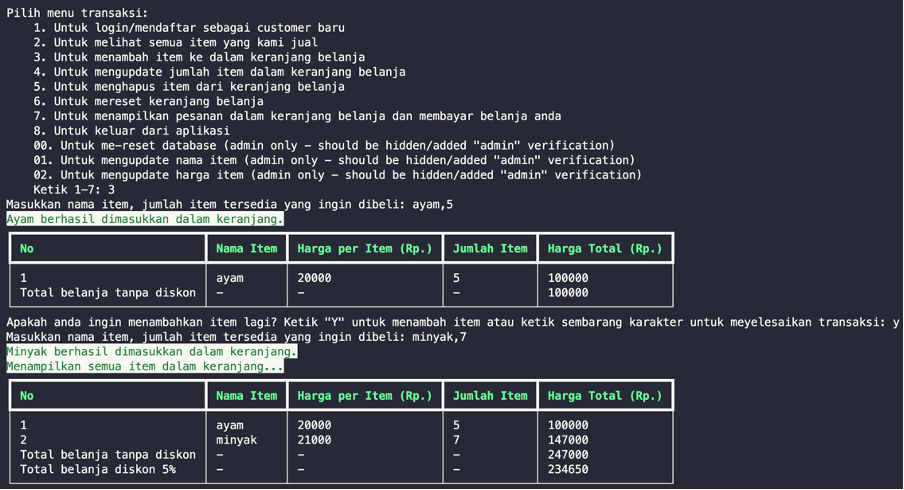 Pilih menu transaksi:
1. Untuk login/mendaftar sebagai customer baru
2. Untuk melihat semua item yang kami jual
3. Untuk menambah item ke dalam keranjang belanja
4. Untuk mengupdate jumlah item dalam keranjang belanja
5. Untuk menghapus item dari keranjang belanja
6. Untuk mereset keranjang belanja
7. Untuk menampilkan pesanan dalam keranjang belanja dan membayar belanja anda
8. Untuk keluar dari aplikasi
00. Untuk me-reset database (admin only - should be hidden/added "admin" verification)
01. Untuk mengupdate nama item (admin only - should be hidden/added "admin" verification)
02. Untuk mengupdate harga item (admin only - should be hidden/added "admin" verification)
Ketik 1-7: 3
Masukkan nama item, jumlah item tersedia yang ingin dibeli: ayam,5
Ayam berhasil dimasukkan dalam keranjang.
No Nama Item Harga per Item (Rp.) Jumlah Item Harga Total (Rp.)
1 ayam 20000 5 100000
Total belanja tanpa diskon - - - 100000
Apakah anda ingin menambahkan item lagi? Ketik "Y" untuk menambah item atau ketik sembarang karakter untuk meyelesaikan transaksi: y
Masukkan nama item, jumlah item tersedia yang ingin dibeli: minyak,7
Minyak berhasil dimasukkan dalam keranjang.
Menampilkan semua item dalam keranjang...
No Nama Item Harga per Item (Rp.) Jumlah Item Harga Total (Rp.)
1 ayam 20000 5 100000
2 minyak 21000 7 147000
Total belanja tanpa diskon - - - 247000
Total belanja diskon 5% - - - 234650